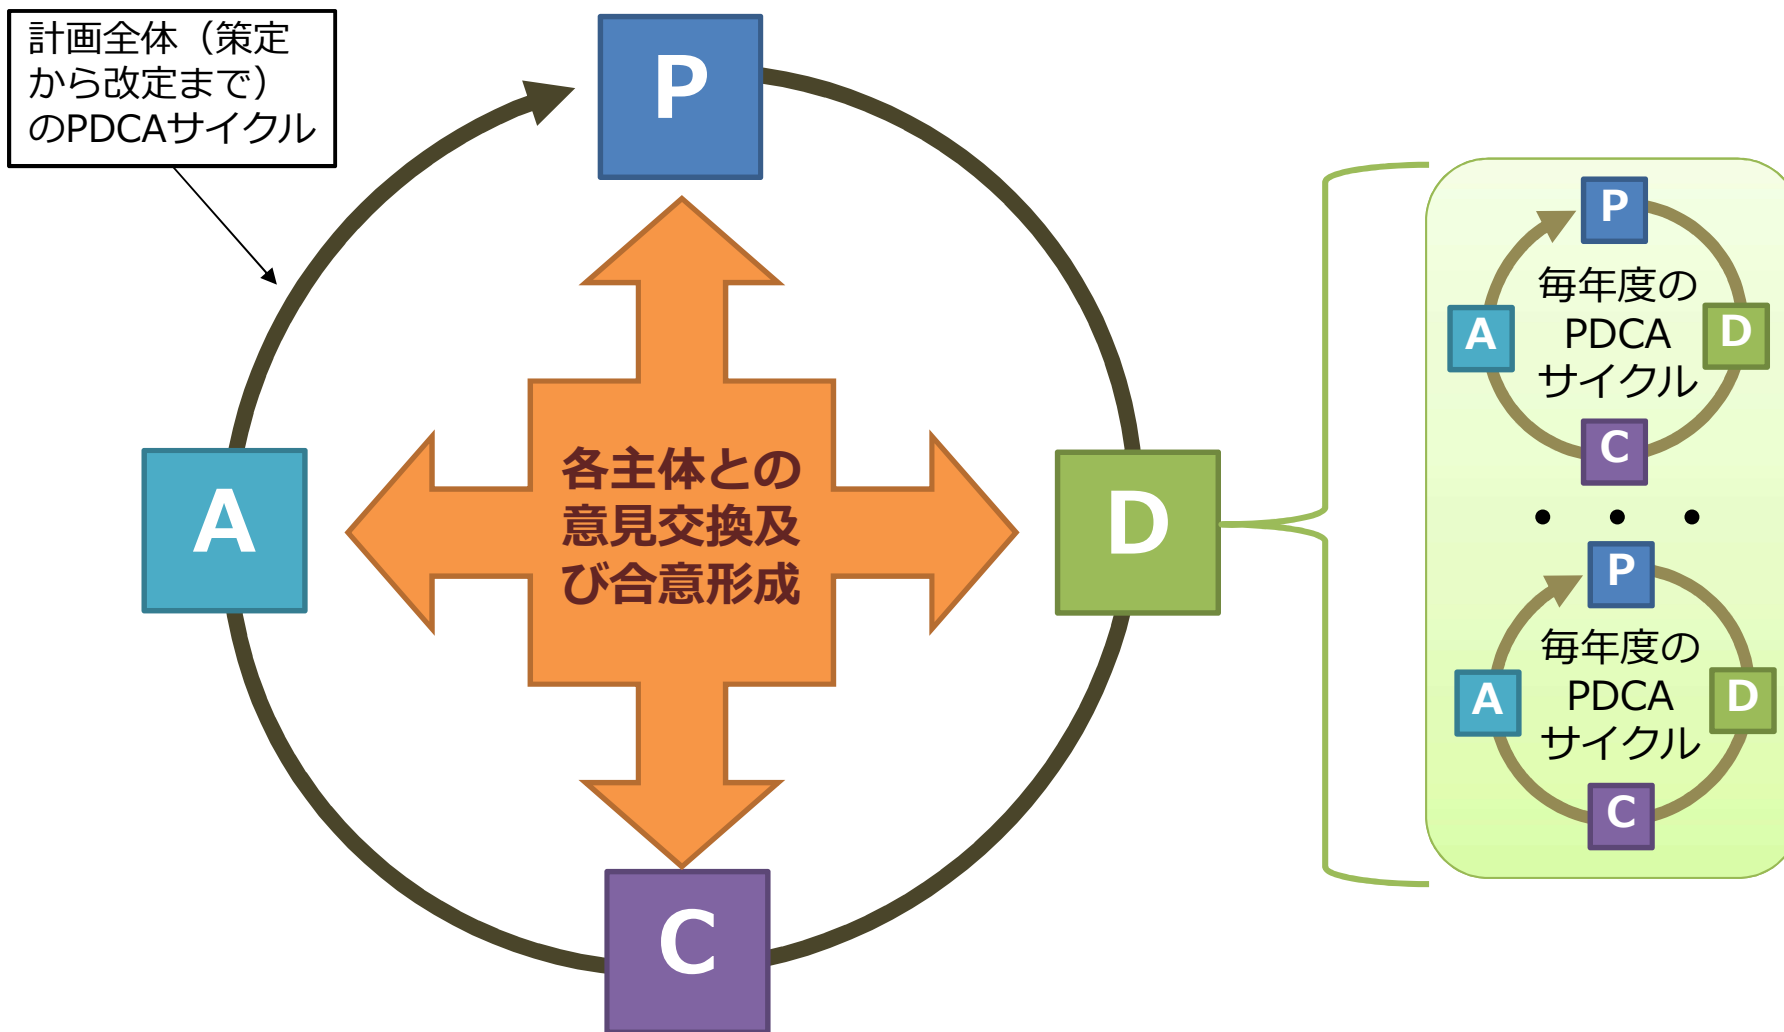 計画全体（策定
から改定まで）
のPDCAサイクル
P
A
各主体との
意見交換及
び合意形成
D
C
P
A
毎年度の
PDCA
サイクル
D
C
・・・
P
A
毎年度の
PDCA
サイクル
D
C